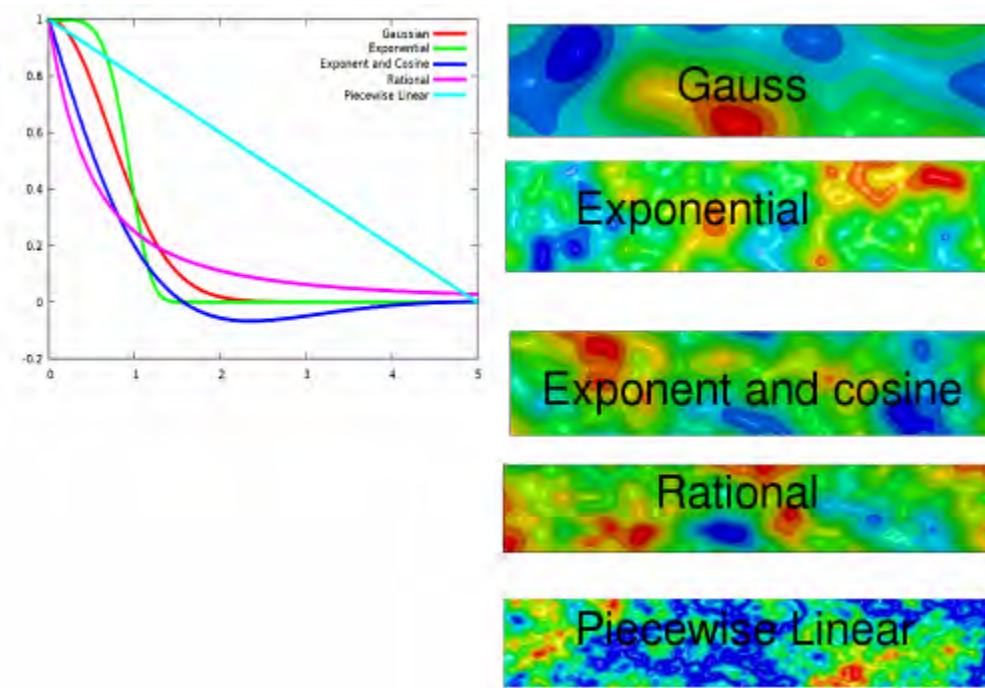 1
0.8
0.6
0.4
0.2
0
-0.2
0 1 2 3 4 5
Gaussian
Exponential
Exponent and Cosine
Rational
Piecewise Linear
Gauss
Exponential
Exponent and cosine
Rational
Piecewise Linear